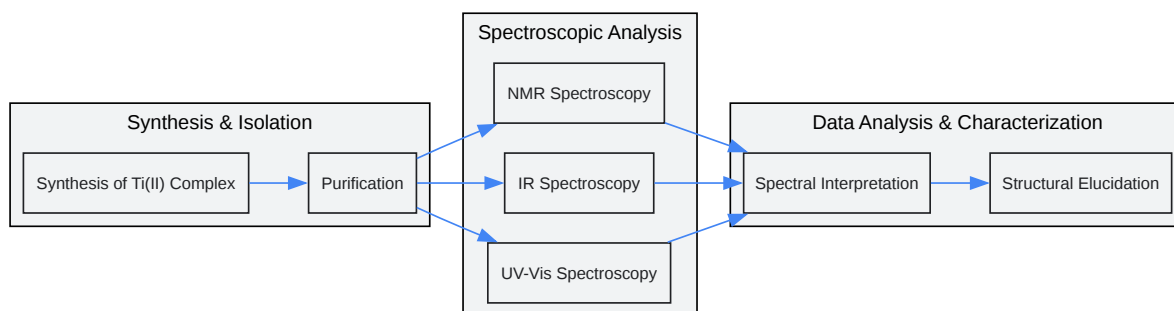 Synthesis & Isolation
Synthesis of Ti(II) Complex
Purification
Spectroscopic Analysis
NMR Spectroscopy
IR Spectroscopy
UV-Vis Spectroscopy
Data Analysis & Characterization
Spectral Interpretation
Structural Elucidation